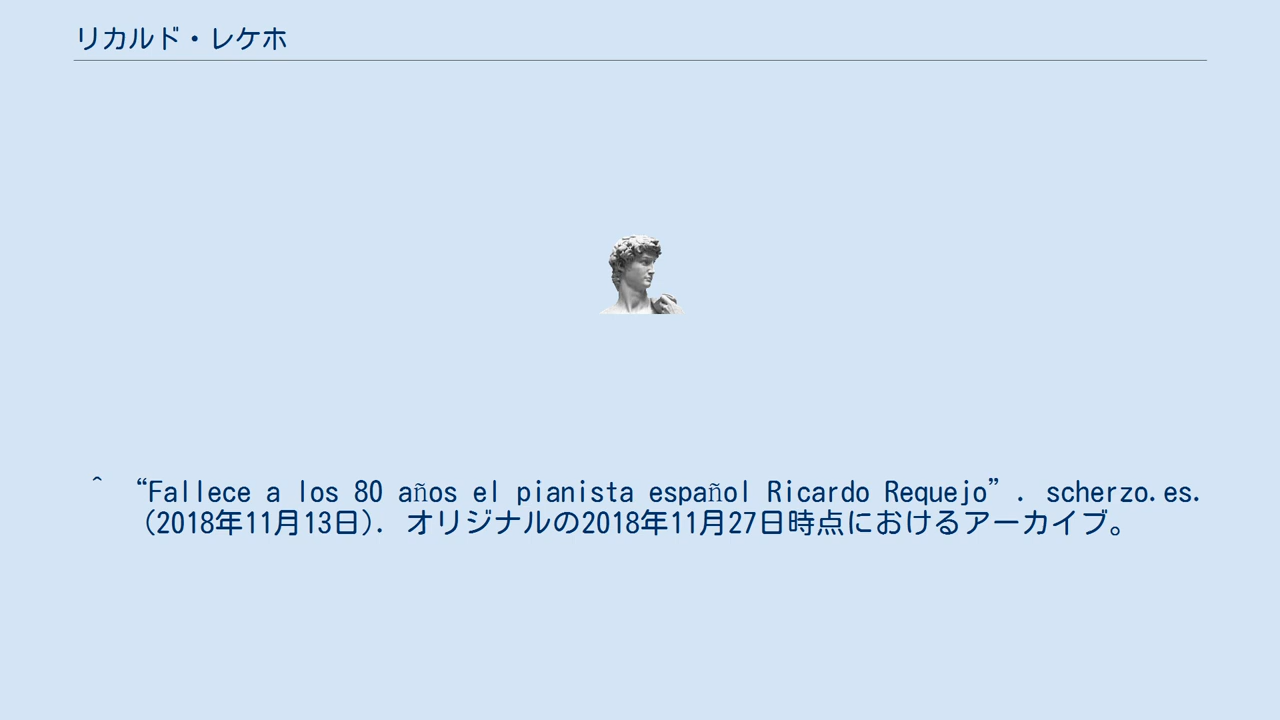 リカルド・レケホ
^ “Fallece a los 80 años el pianista español Ricardo Requejo”. scherzo.es.
(2018年11月13日). オリジナルの2018年11月27日時点におけるアーカイブ。